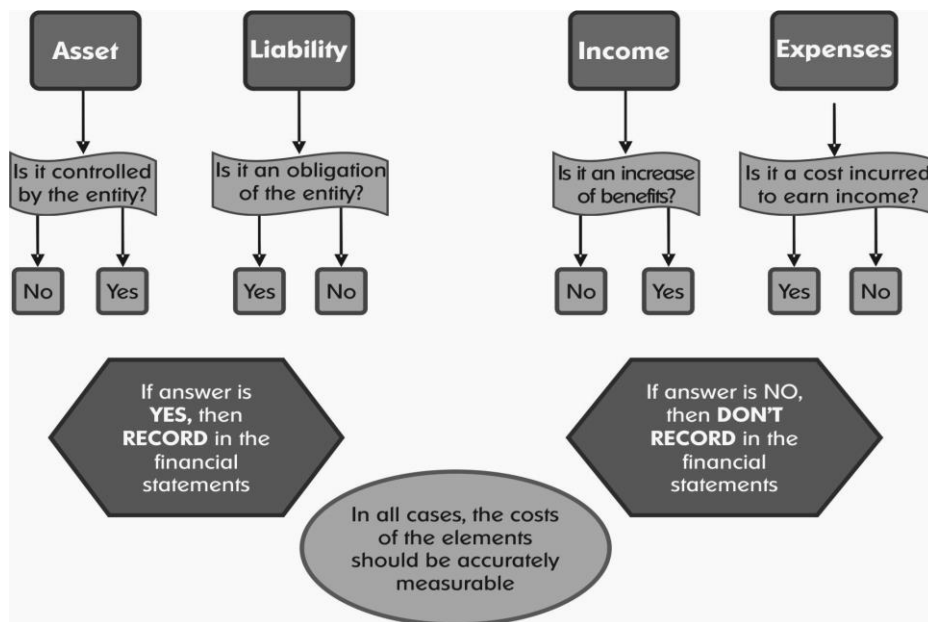 Asset
Liability
Income
Expenses
Is it controlled
by the entity?
Is it an obligation
of the entity?
Is it an increase
of benefits?
Is it a cost incurred
to earn income?
No
Yes
Yes
No
No
Yes
Yes
No
If answer is
YES, then
RECORD in the
financial
statements
If answer is NO,
then DON'T
RECORD in the
financial
statements
In all cases, the costs
of the elements
should be accurately
measurable